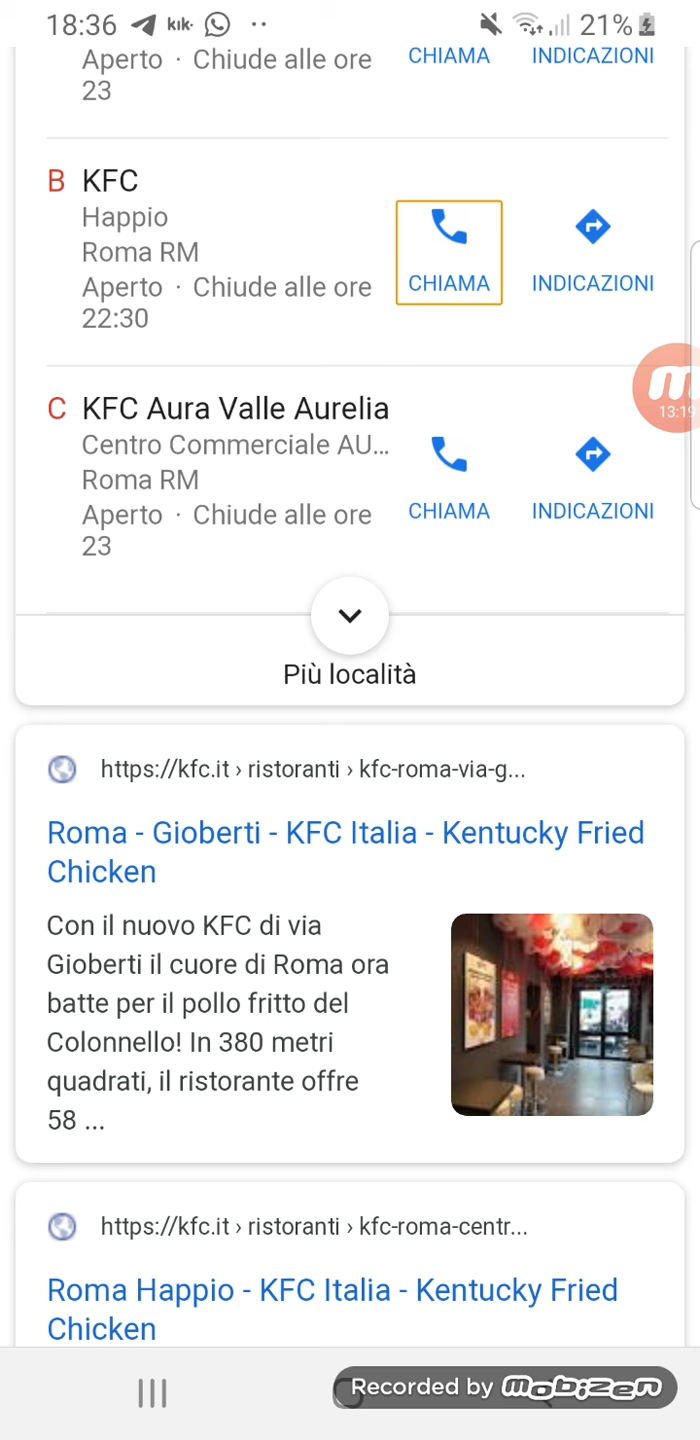 18:36 kik
21%
Aperto · Chiude alle ore
23
CHIAMA
INDICAZIONI
B KFC
Happio
Roma RM
Aperto · Chiude alle ore
22:30
CHIAMA
INDICAZIONI
13:19
C KFC Aura Valle Aurelia
Centro Commerciale AU...
Roma RM
Aperto · Chiude alle ore
23
CHIAMA
INDICAZIONI
Più località
https://kfc.it › ristoranti › kfc-roma-via-g...
Roma - Gioberti - KFC Italia - Kentucky Fried
Chicken
Con il nuovo KFC di via
Gioberti il cuore di Roma ora
batte per il pollo fritto del
Colonnello! In 380 metri
quadrati, il ristorante offre
58 ...
https://kfc.it › ristoranti › kfc-roma-centr...
Roma Happio - KFC Italia - Kentucky Fried
Chicken
Recorded by mobizen